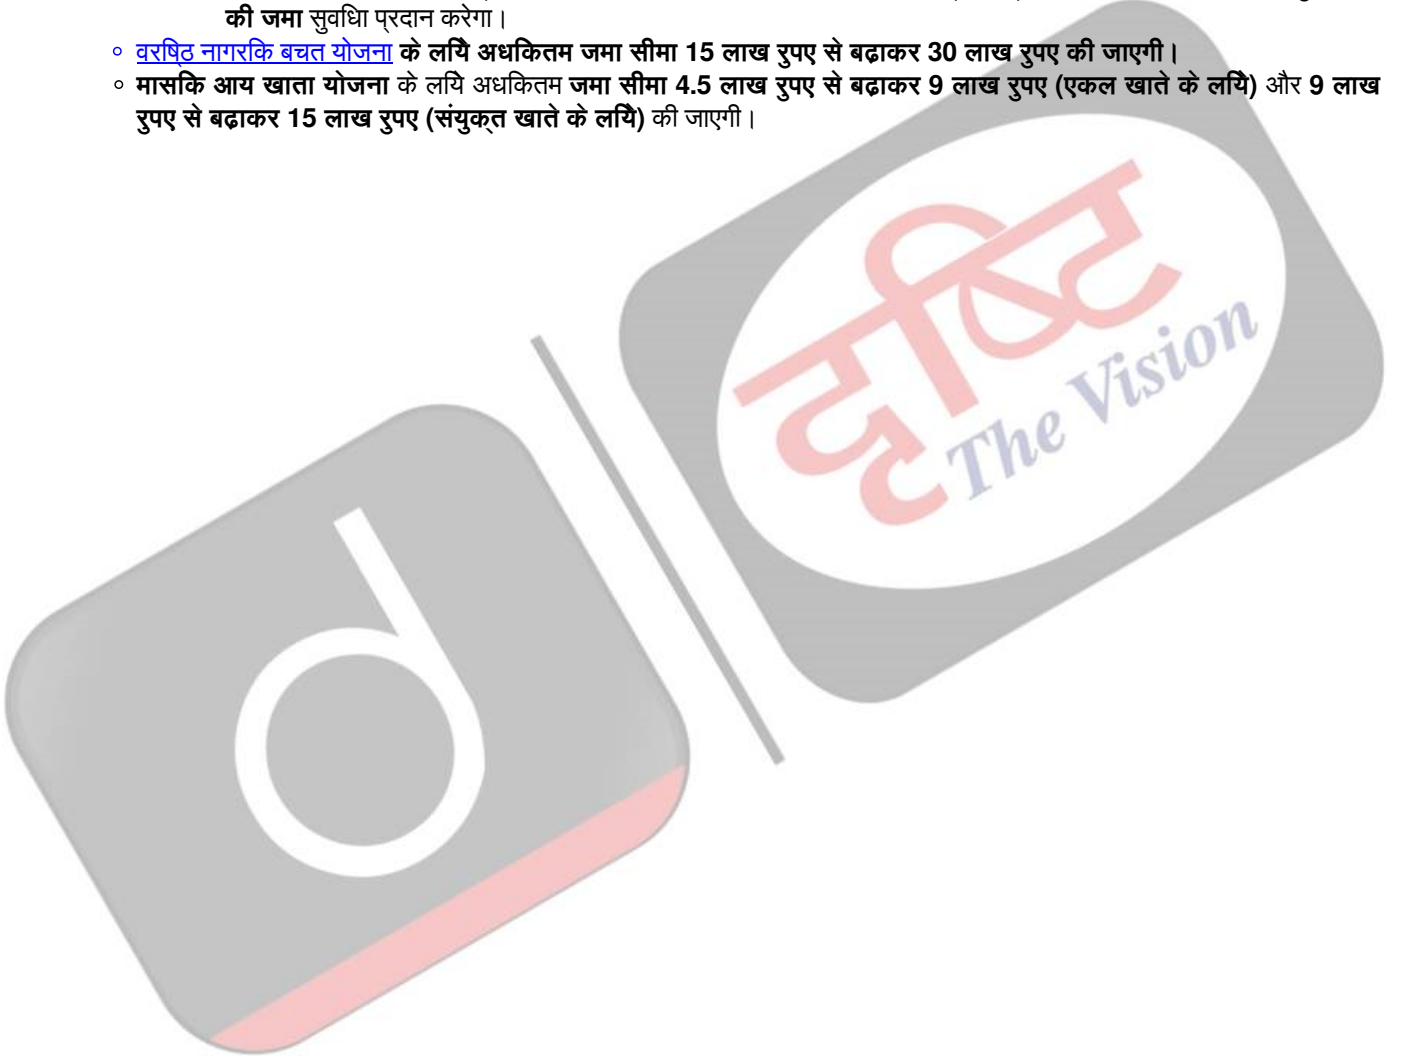 की जमा सुविधा प्रदान करेगा।
वरिष्ठ नागरिक बचत योजना के लिये अधिकतम जमा सीमा 15 लाख रुपए से बढ़ाकर 30 लाख रुपए की जाएगी।
मासिक आय खाता योजना के लिये अधिकतम जमा सीमा 4.5 लाख रुपए से बढ़ाकर 9 लाख रुपए (एकल खाते के लिये) और 9 लाख
रुपए से बढ़ाकर 15 लाख रुपए (संयुक्त खाते के लिये) की जाएगी।
दृष्टि
The Vision
d